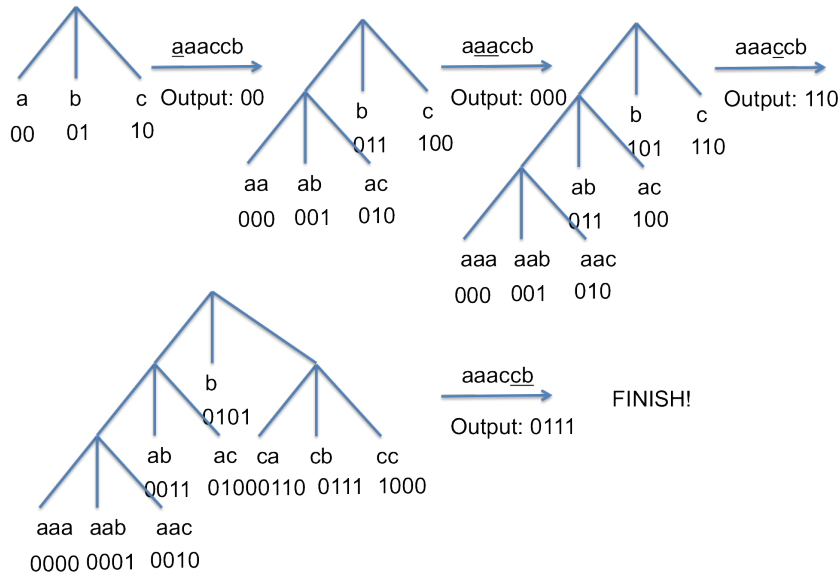 aaaccb
aaaccb
aaaccb
Output: 00
Output: 000
Output: 110
a b c
00 01 10
b c
011 100
aa ab ac
000 001 010
b c
101 110
ab ac
011 100
aaa aab aac
000 001 010
b
0101
ab ac ca cb cc
0011 0100 0110 0111 1000
aaa aab aac
0000 0001 0010
aaaccb
Output: 0111
FINISH!